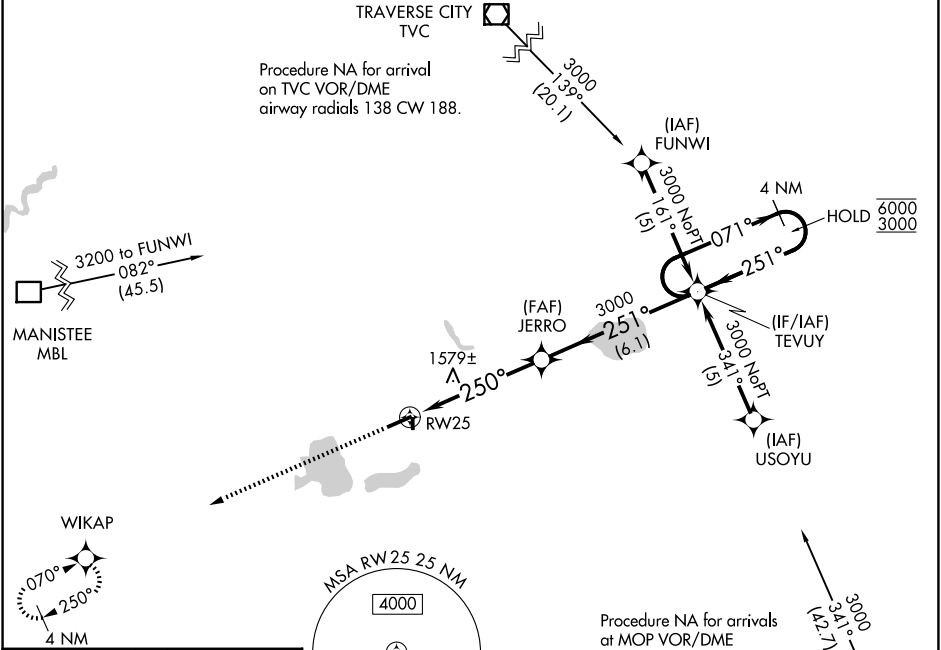 TRAVERSE CITY
TVC
Procedure NA for arrival
on TVC VOR/DME
airway radials 138 CW 188.
3000
139°
(20.1)
(IAF)
FUNWI
3000 NoPT
161°
(5)
4 NM
071°
HOLD
6000
3000
251°
3200 to FUNWI
082°
(45.5)
MANISTEE
MBL
(FAF)
JERRO
3000
251°
(6.1)
(IF/IAF)
TEVUY
1579±
250°
RW25
3000 NoPT
341°
(5)
(IAF)
USOYU
WIKAP
070°
250°
4 NM
MSA RW25 25 NM
4000
Procedure NA for arrivals
at MOP VOR/DME
3000
341°
(42.7)